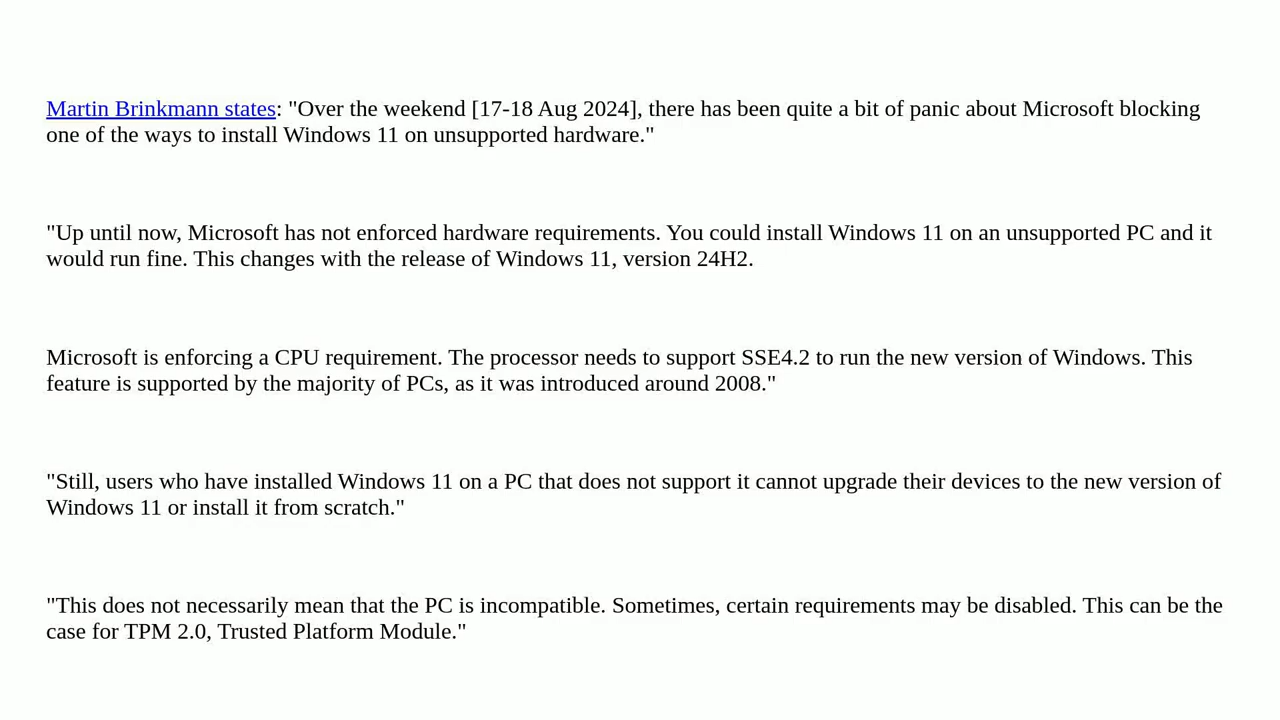 Martin Brinkmann states: "Over the weekend [17-18 Aug 2024], there has been quite a bit of panic about Microsoft blocking
one of the ways to install Windows 11 on unsupported hardware."
"Up until now, Microsoft has not enforced hardware requirements. You could install Windows 11 on an unsupported PC and it
would run fine. This changes with the release of Windows 11, version 24H2.
Microsoft is enforcing a CPU requirement. The processor needs to support SSE4.2 to run the new version of Windows. This
feature is supported by the majority of PCs, as it was introduced around 2008."
"Still, users who have installed Windows 11 on a PC that does not support it cannot upgrade their devices to the new version of
Windows 11 or install it from scratch."
"This does not necessarily mean that the PC is incompatible. Sometimes, certain requirements may be disabled. This can be the
case for TPM 2.0, Trusted Platform Module."